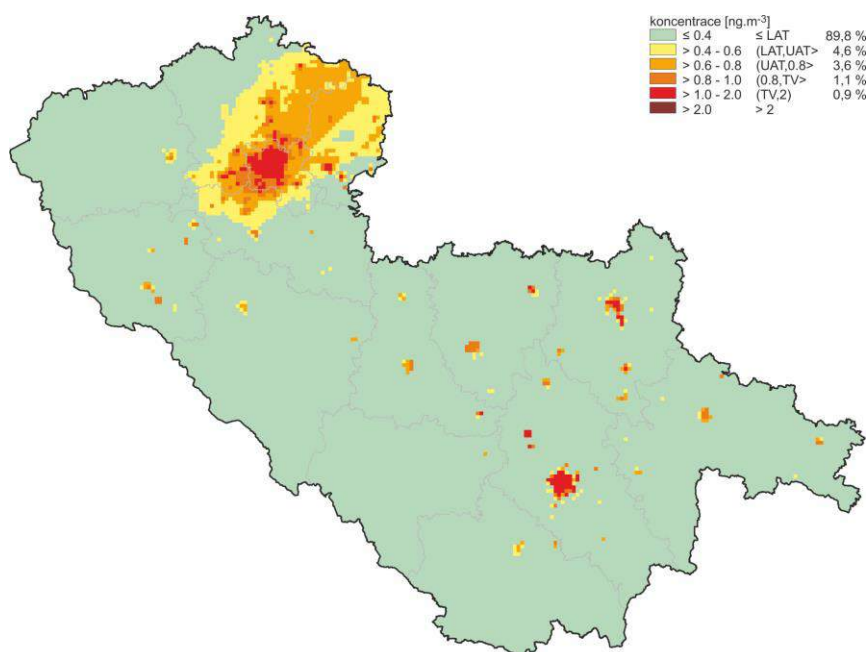 koncentrace [ng.m-3]
≤ 0.4 ≤ LAT 89,8 %
> 0.4 - 0.6 (LAT,UAT> 4,6 %
> 0.6 - 0.8 (UAT,0.8> 3,6 %
> 0.8 - 1.0 (0.8,TV> 1,1 %
> 1.0 - 2.0 (TV,2) 0,9 %
> 2.0 > 2